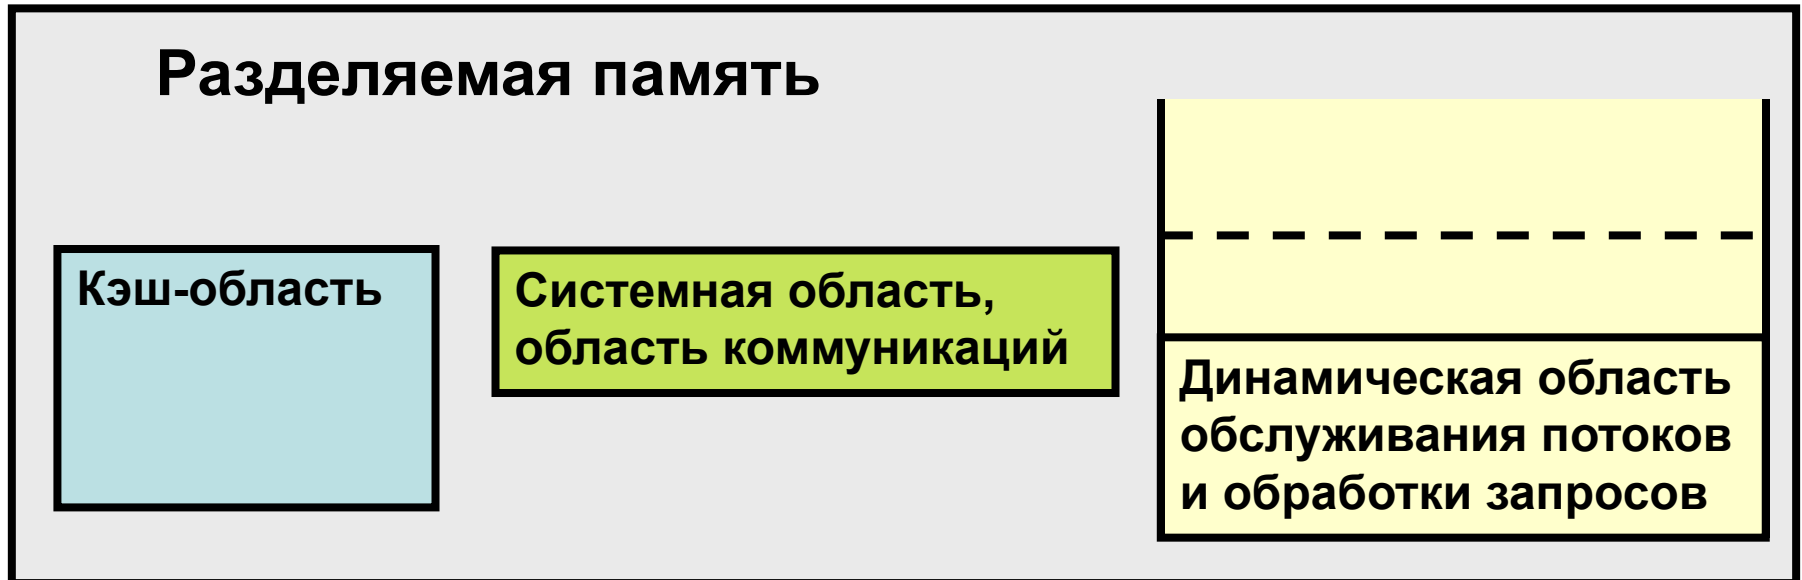 Разделяемая память
Кэш-область
Системная область,
область коммуникаций
Динамическая область
обслуживания потоков
и обработки запросов